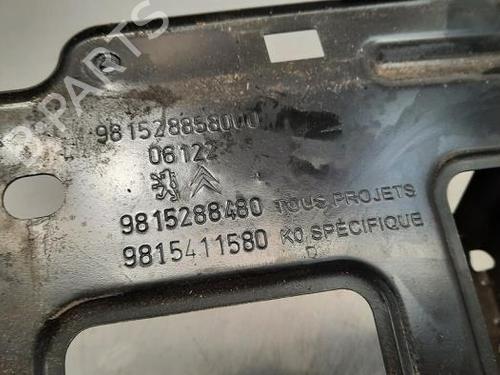 B-PARTS
9815288580
06122
9815288480 TOUS PROJETS
9815411580 K0 SPÉCIFIQUE
D